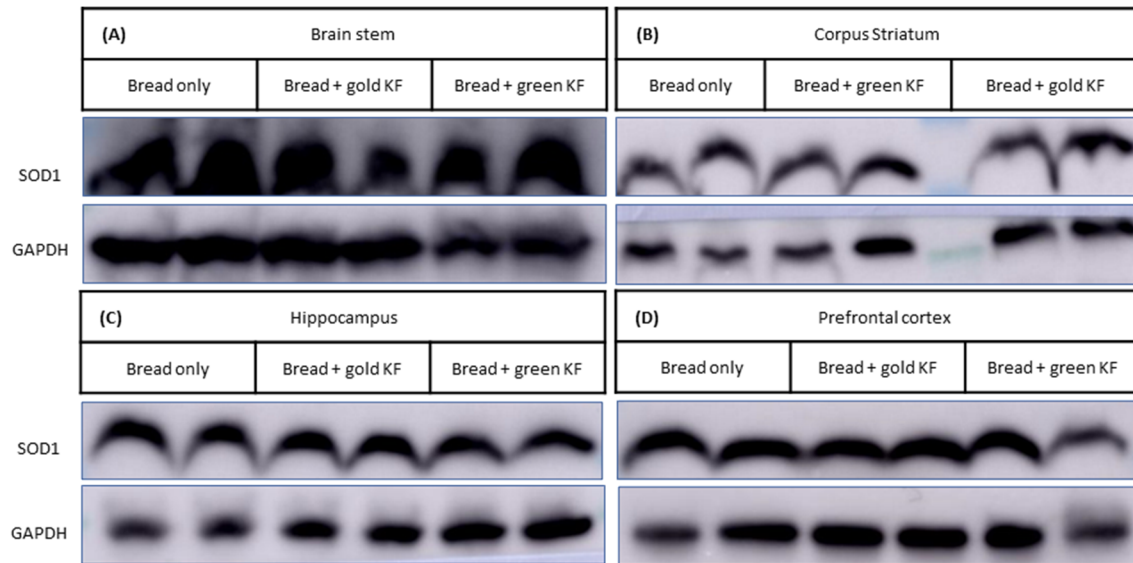 (A) Brain stem
Bread only Bread + gold KF Bread + green KF
(B) Corpus Striatum
Bread only Bread + green KF Bread + gold KF
SOD1
GAPDH
(C) Hippocampus
Bread only Bread + gold KF Bread + green KF
(D) Prefrontal cortex
Bread only Bread + gold KF Bread + green KF
SOD1
GAPDH